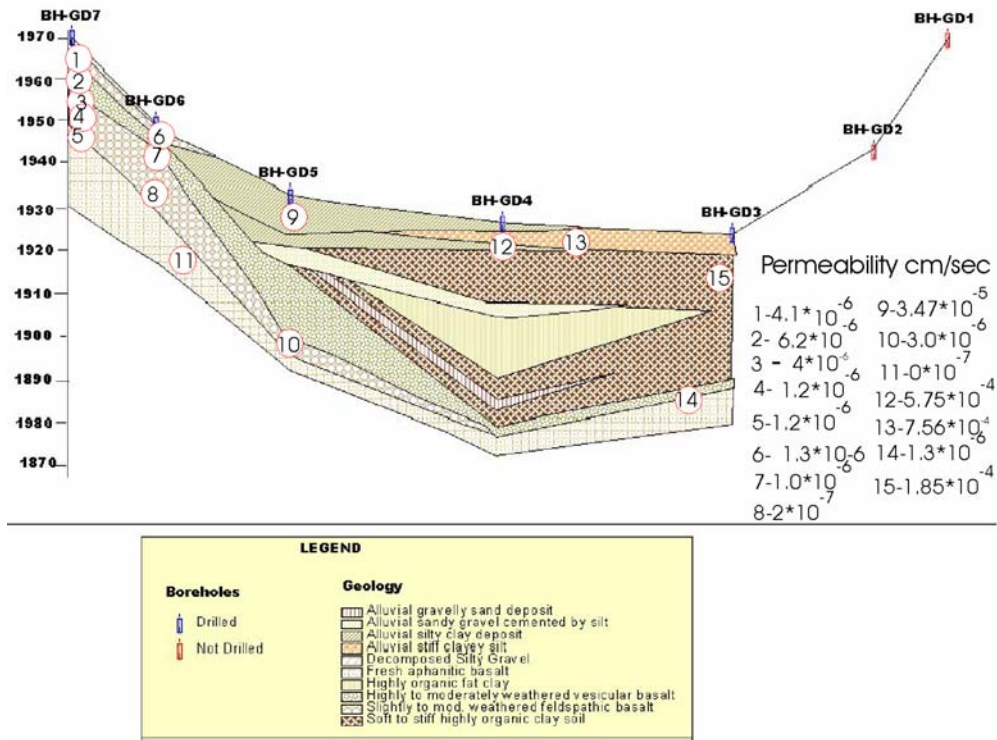 BH-GD7
BH-GD1
1970
1
1960
2
BH-GD6
3
1950
4
6
BH-GD2
5
7
1940
BH-GD5
8
1930
9
BH-GD4
BH-GD3
12
13
1920
11
15
Permeability cm/sec
1910
1-4.1*10-6
9-3.47*10-5
2- 6.2*10-6
10-3.0*10-6
1900
10
3 - 4*10-6
11-0*10-7
1890
4- 1.2*10-6
12-5.75*10-4
14
1980
5-1.2*10-6
13-7.56*10-4
6- 1.3*10-6
14-1.3*10-6
1870
7-1.0*10-6
15-1.85*10-4
8-2*10-7
LEGEND
Boreholes
Drilled
Not Drilled
Geology
Alluvial gravelly sand deposit
Alluvial sandy gravel cemented by silt
Alluvial silty clay deposit
Alluvial stiff clayey silt
Decomposed Silty Gravel
Fresh aphanitic basalt
Highly organic fat clay
Highly to moderately weathered vesicular basalt
Slightly to mod. weathered feldspathic basalt
Soft to stiff highly organic clay soil